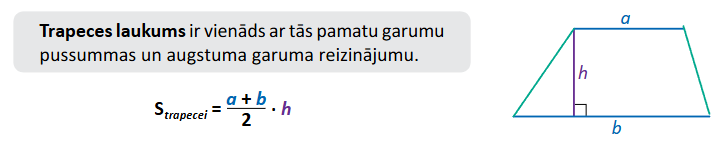 Trapeces laukums ir vienāds ar tās pamatu garumu
pussummas un augstuma garuma reizinājumu.
S_trapecei = (a + b)/2 · h
a
h
b